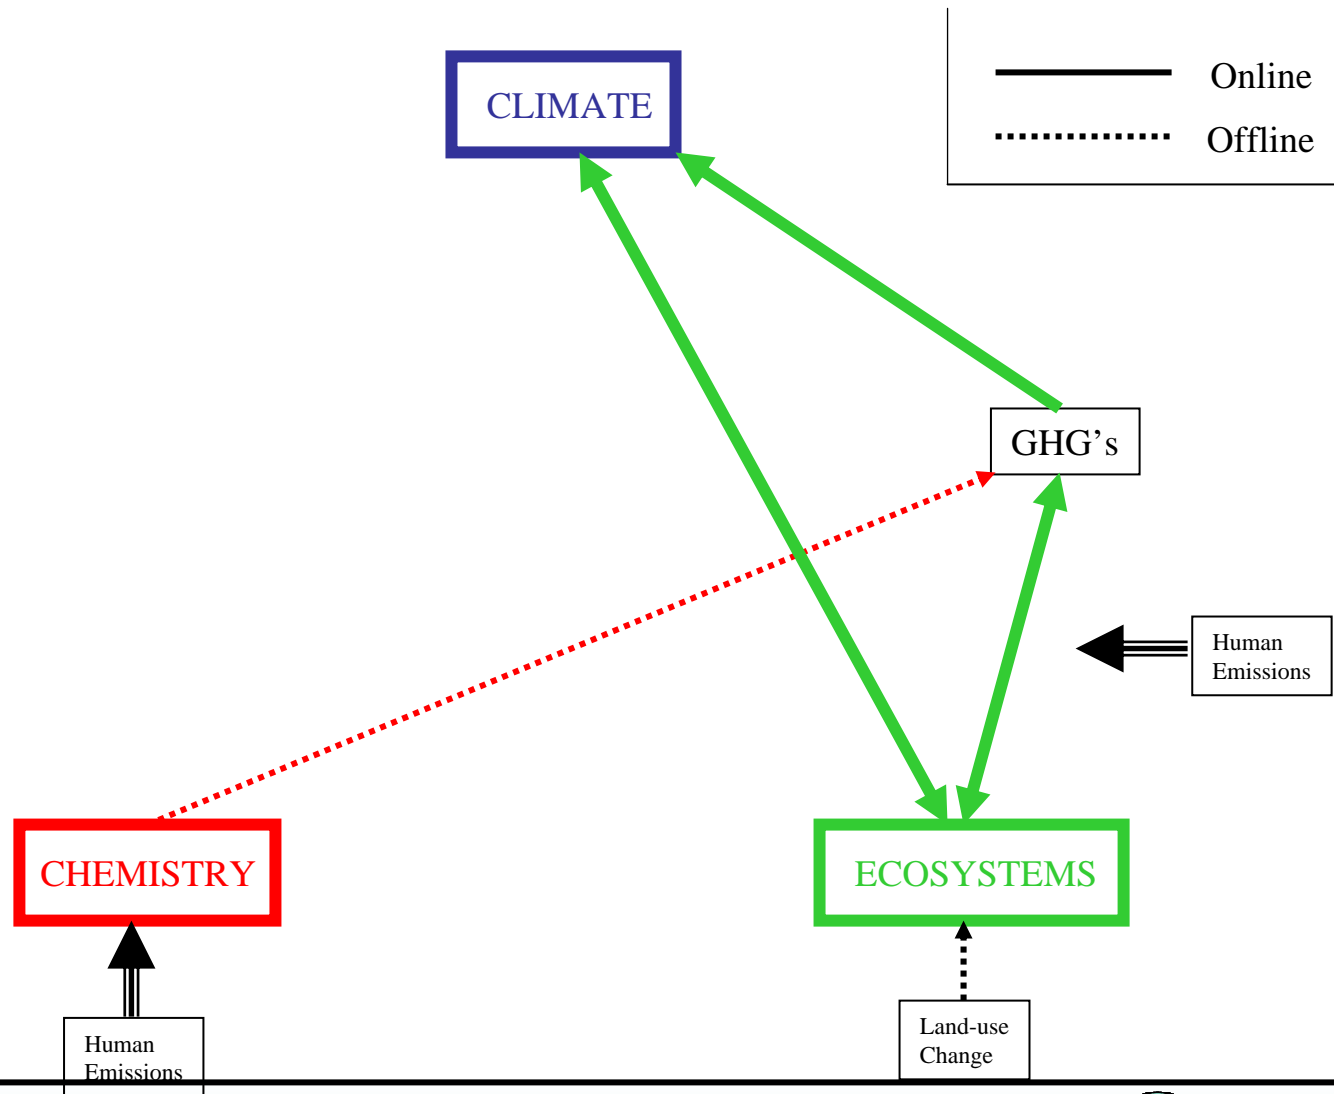 Online
CLIMATE
Offline
GHG’s
Human
Emissions
CHEMISTRY
ECOSYSTEMS
Land-use
Change
Human
Emissions